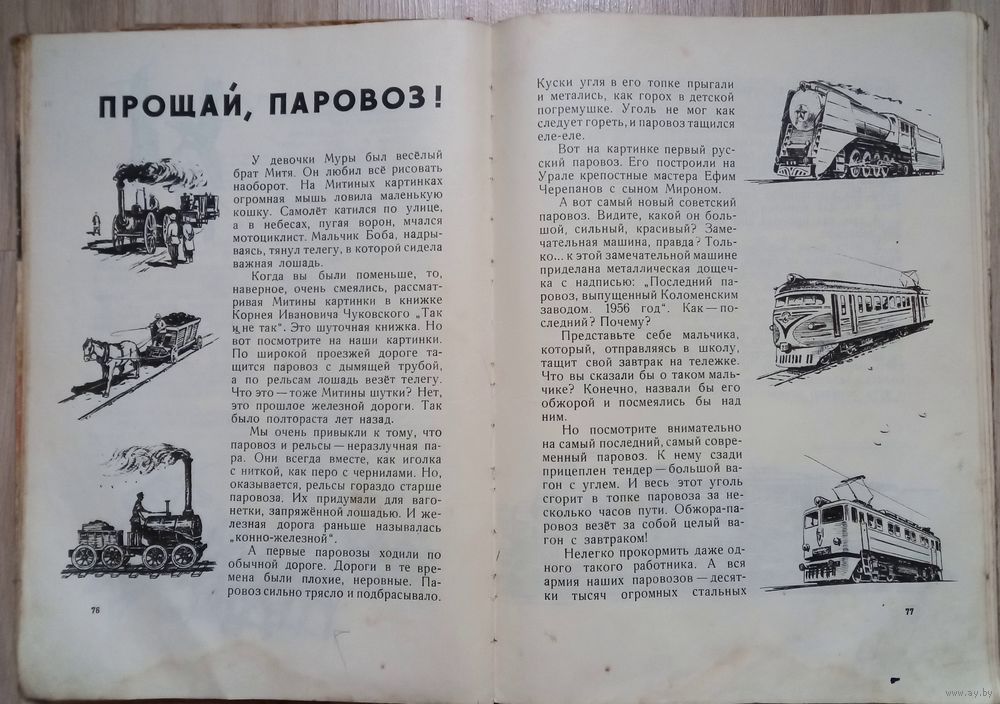 ПРОЩАЙ, ПАРОВОЗ!
У девочки Муры был весёлый
брат Митя. Он любил всё рисовать
наоборот. На Митиных картинках
огромная мышь ловила маленькую
кошку. Самолёт катился по улице,
а в небесах, пугая ворон, мчался
мотоциклист. Мальчик Боба, надры-
ваясь, тянул телегу, в которой сидела
важная лошадь.
Когда вы были поменьше, то,
наверное, очень смеялись, рассмат-
ривая Митины картинки в книжке
Корнея Ивановича Чуковского „Так
и не так“. Это шуточная книжка. Но
вот посмотрите на наши картинки.
По широкой проезжей дороге та-
щится паровоз с дымящей трубой,
а по рельсам лошадь везёт телегу.
Что это — тоже Митины шутки? Нет,
это прошлое железной дороги. Так
было полтораста лет назад.
Мы очень привыкли к тому, что
паровоз и рельсы — неразлучная па-
ра. Они всегда вместе, как иголка
с ниткой, как перо с чернилами. Но,
оказывается, рельсы гораздо старше
паровоза. Их придумали для ваго-
нетки, запряжённой лошадью. И же-
лезная дорога раньше называлась
„конно-железной“.
А первые паровозы ходили по
обычной дороге. Дороги в те вре-
мена были плохие, неровные. Па-
ровоз сильно трясло и подбрасывало.
76
Куски угля в его топке прыгали
и метались, как горох в детской
погремушке. Уголь не мог как
следует гореть, и паровоз тащился
еле-еле.
Вот на картинке первый рус-
ский паровоз. Его построили на
Урале крепостные мастера Ефим
Черепанов с сыном Мироном.
А вот самый новый советский
паровоз. Видите, какой он боль-
шой, сильный, красивый? Заме-
чательная машина, правда? Толь-
ко... к этой замечательной машине
приделана металлическая дощеч-
ка с надписью: „Последний па-
ровоз, выпущенный Коломенским
заводом. 1956 год“. Как — по-
следний? Почему?
Представьте себе мальчика,
который, отправляясь в школу,
тащит свой завтрак на тележке.
Что вы сказали бы о таком маль-
чике? Конечно, назвали бы его
обжорой и посмеялись бы над
ним.
Но посмотрите внимательно
на самый последний, самый совре-
менный паровоз. К нему сзади
прицеплен тендер — большой ва-
гон с углем. И весь этот уголь
сгорит в топке паровоза за не-
сколько часов пути. Обжора-па-
ровоз везёт за собой целый ва-
гон с завтраком!
Нелегко прокормить даже од-
ного такого работника. А вся
армия наших паровозов — десят-
ки тысяч огромных стальных
77
www.ay.by